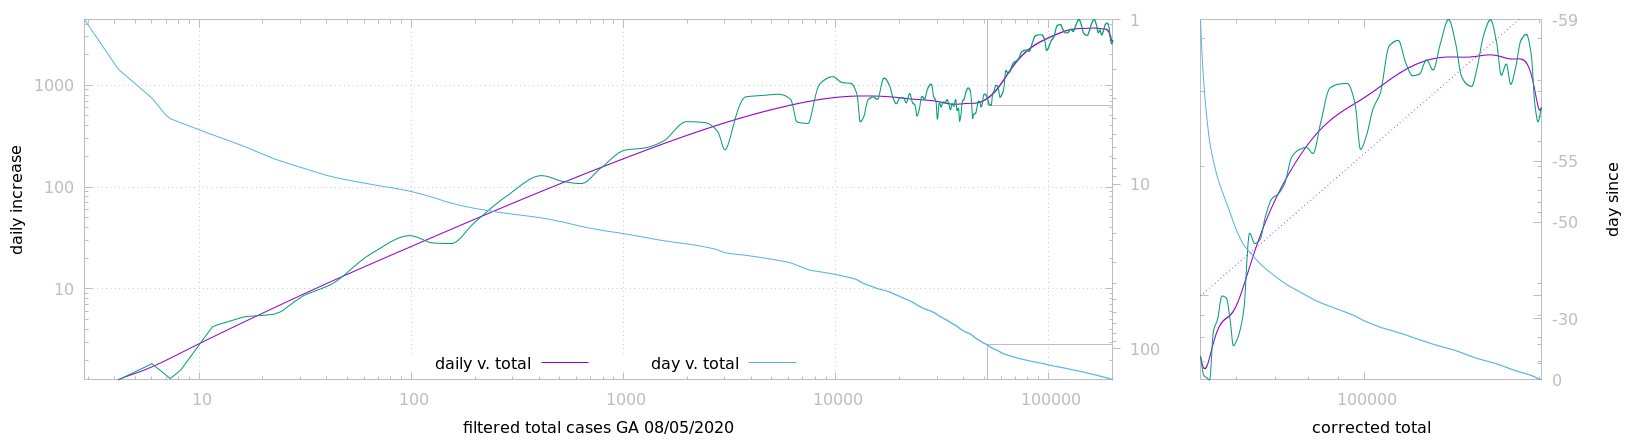 daily increase
1000
100
10
10
100
1000
10000
100000
filtered total cases GA 08/05/2020
daily v. total
day v. total
1
10
100
-59
-55
-50
-30
0
day since
100000
corrected total